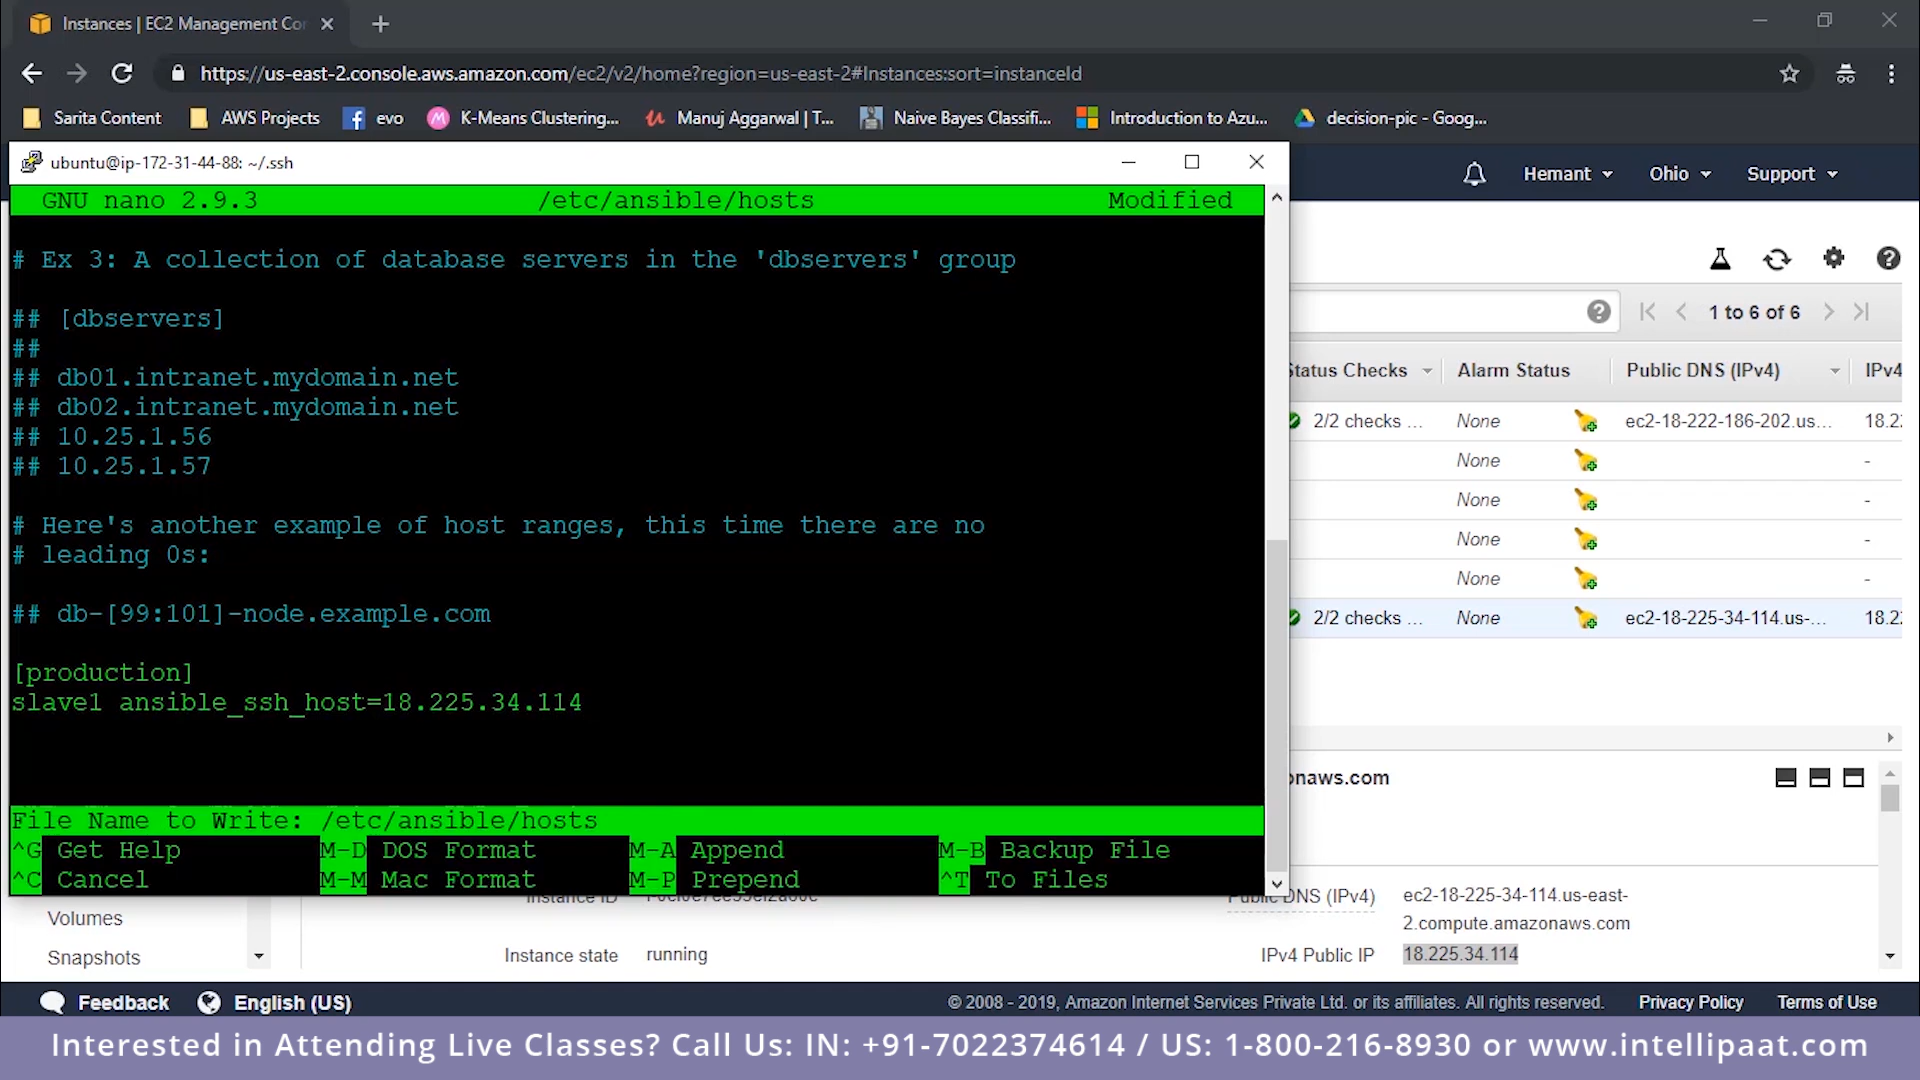 Instances | EC2 Management Co
https://us-east-2.console.aws.amazon.com/ec2/v2/home?region=us-east-2#Instances:sort=instanceId
Sarita Content AWS Projects evo K-Means Clustering... Manuj Aggarwal | T... Naive Bayes Classifi... Introduction to Azu... decision-pic - Goog...
ubuntu@ip-172-31-44-88: ~/.ssh
Hemant Ohio Support
GNU nano 2.9.3 /etc/ansible/hosts Modified
# Ex 3: A collection of database servers in the 'dbservers' group
## [dbservers]
##
## db01.intranet.mydomain.net
## db02.intranet.mydomain.net
## 10.25.1.56
## 10.25.1.57
# Here's another example of host ranges, this time there are no
# leading 0s:
## db-[99:101]-node.example.com
[production]
slave1 ansible_ssh_host=18.225.34.114
File Name to Write: /etc/ansible/hosts
^G Get Help M-D DOS Format M-A Append M-B Backup File
^C Cancel M-M Mac Format M-P Prepend ^T To Files
1 to 6 of 6
Status Checks Alarm Status Public DNS (IPv4) IPv4
2/2 checks ... None ec2-18-222-186-202.us... 18.22
None -
None -
None -
None -
2/2 checks ... None ec2-18-225-34-114.us-... 18.22
onaws.com
Instance ID Public DNS (IPv4) ec2-18-225-34-114.us-east-
2.compute.amazonaws.com
Instance state running IPv4 Public IP 18.225.34.114
Volumes
Snapshots
Feedback English (US) © 2008 - 2019, Amazon Internet Services Private Ltd. or its affiliates. All rights reserved. Privacy Policy Terms of Use
Interested in Attending Live Classes? Call Us: IN: +91-7022374614 / US: 1-800-216-8930 or www.intellipaat.com